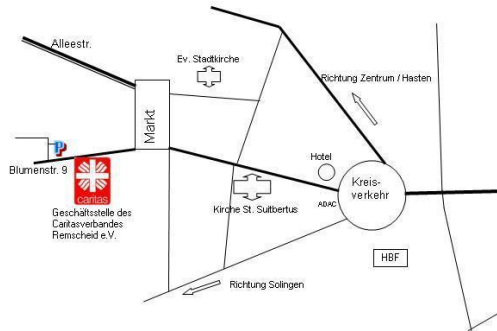 Alleestr.
Ev. Stadtkirche
Richtung Zentrum / Hasten
Markt
P
Hotel
Blumenstr. 9
caritas
Kreis-
verkehr
ADAC
Geschäftsstelle des
Caritasverbandes
Remscheid e.V.
Kirche St. Suitbertus
HBF
Richtung Solingen